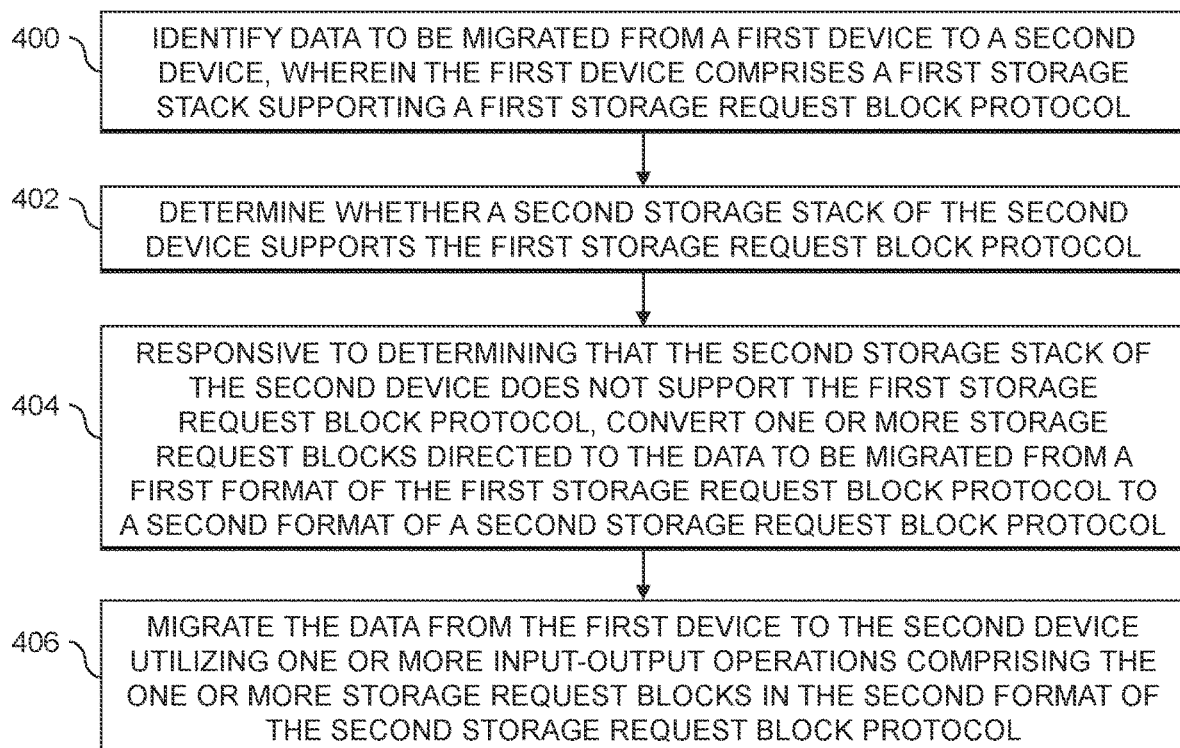 400
IDENTIFY DATA TO BE MIGRATED FROM A FIRST DEVICE TO A SECOND
DEVICE, WHEREIN THE FIRST DEVICE COMPRISES A FIRST STORAGE
STACK SUPPORTING A FIRST STORAGE REQUEST BLOCK PROTOCOL
402
DETERMINE WHETHER A SECOND STORAGE STACK OF THE SECOND
DEVICE SUPPORTS THE FIRST STORAGE REQUEST BLOCK PROTOCOL
404
RESPONSIVE TO DETERMINING THAT THE SECOND STORAGE STACK OF
THE SECOND DEVICE DOES NOT SUPPORT THE FIRST STORAGE
REQUEST BLOCK PROTOCOL, CONVERT ONE OR MORE STORAGE
REQUEST BLOCKS DIRECTED TO THE DATA TO BE MIGRATED FROM A
FIRST FORMAT OF THE FIRST STORAGE REQUEST BLOCK PROTOCOL TO
A SECOND FORMAT OF A SECOND STORAGE REQUEST BLOCK PROTOCOL
406
MIGRATE THE DATA FROM THE FIRST DEVICE TO THE SECOND DEVICE
UTILIZING ONE OR MORE INPUT-OUTPUT OPERATIONS COMPRISING THE
ONE OR MORE STORAGE REQUEST BLOCKS IN THE SECOND FORMAT OF
THE SECOND STORAGE REQUEST BLOCK PROTOCOL